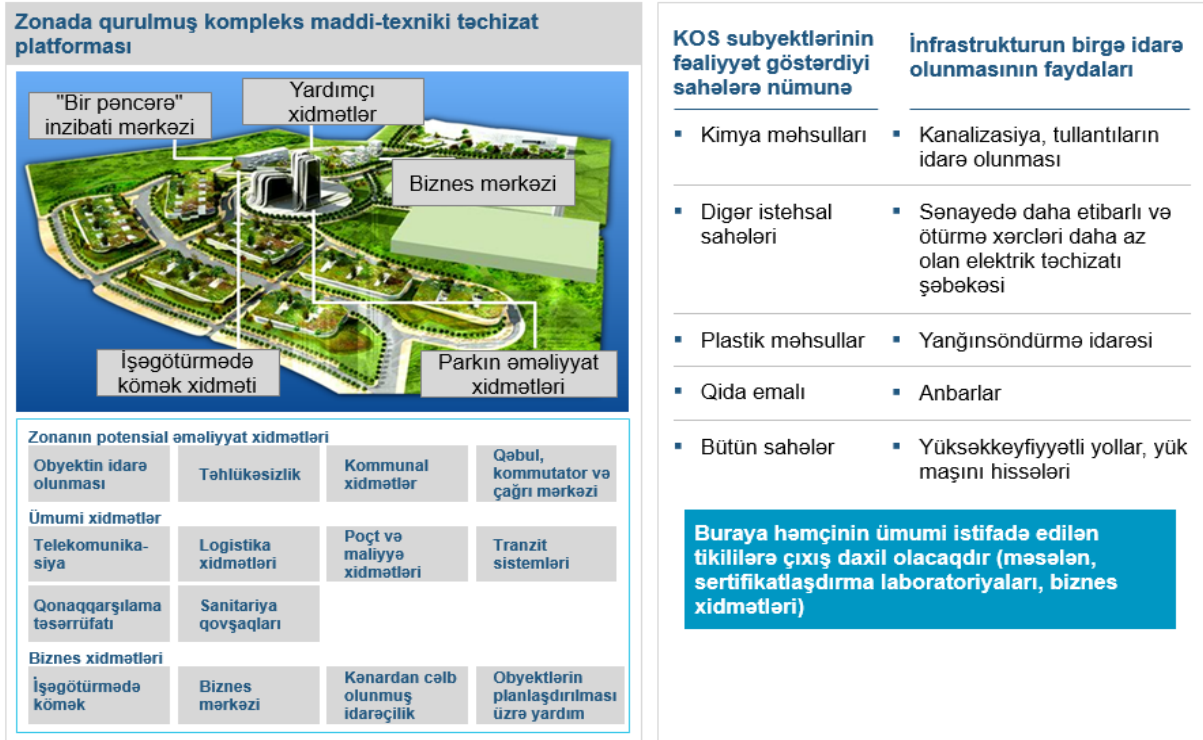 Zonada qurulmuş kompleks maddi-texniki təchizat
platforması
"Bir pəncərə"
inzibati mərkəzi
Yardımçı
xidmətlər
Biznes mərkəzi
İşəgötürmədə
kömək xidməti
Parkın əməliyyat
xidmətləri
Zonanın potensial əməliyyat xidmətləri
Obyektin idarə
olunması
Təhlükəsizlik
Kommunal
xidmətlər
Qəbul,
kommutator və
çağrı mərkəzi
Ümumi xidmətlər
Telekomunika-
siya
Logistika
xidmətləri
Poçt və
maliyyə
xidmətləri
Tranzit
sistemləri
Qonaqqarşılama
təsərrüfatı
Sanitariya
qovşaqları
Biznes xidmətləri
İşəgötürmədə
kömək
Biznes
mərkəzi
Kənardan cəlb
olunmuş
idarəçilik
Obyektlərin
planlaşdırılması
üzrə yardım
KOS subyektlərinin
fəaliyyət göstərdiyi
sahələrə nümunə
İnfrastrukturun birgə idarə
olunmasının faydaları
▪ Kimya məhsulları
▪ Kanalizasiya, tullantıların
idarə olunması
▪ Digər istehsal
sahələri
▪ Sənayedə daha etibarlı və
ötürmə xərcləri daha az
olan elektrik təchizatı
şəbəkəsi
▪ Plastik məhsullar
▪ Yanğınsöndürmə idarəsi
▪ Qida emalı
▪ Anbarlar
▪ Bütün sahələr
▪ Yüksəkkeyfiyyətli yollar, yük
maşını hissələri
Buraya həmçinin ümumi istifadə edilən
tikililərə çıxış daxil olacaqdır (məsələn,
sertifikatlaşdırma laboratoriyaları, biznes
xidmətləri)